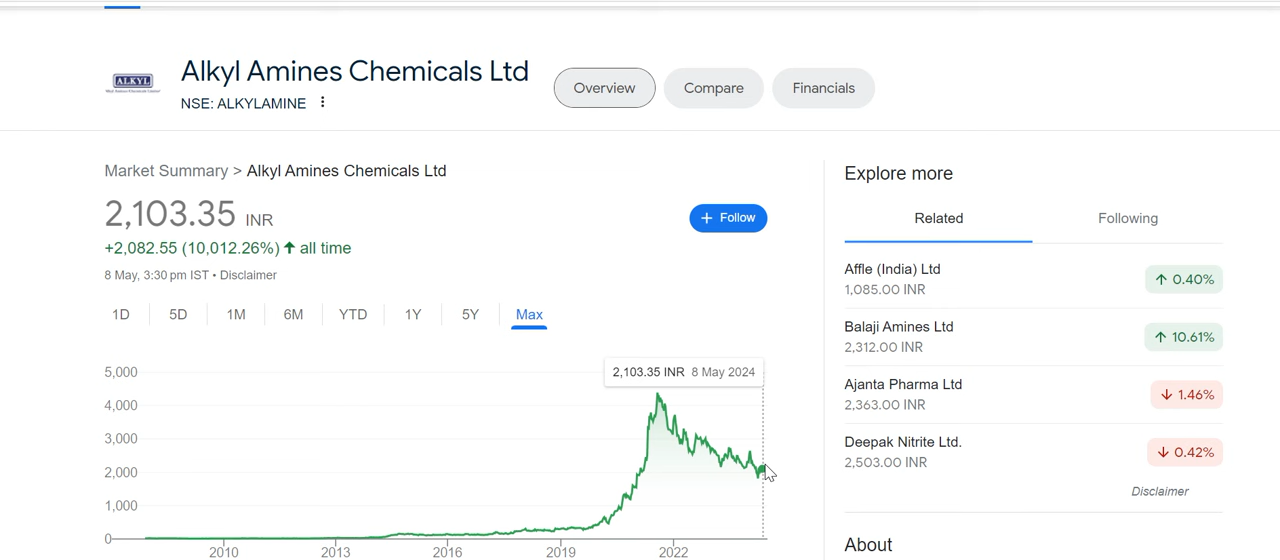 ALKYL
Alkyl Amines Chemicals Ltd
NSE: ALKYLAMINE
Overview
Compare
Financials
Market Summary > Alkyl Amines Chemicals Ltd
2,103.35 INR
+ Follow
+2,082.55 (10,012.26%) ↑ all time
8 May, 3:30 pm IST • Disclaimer
1D
5D
1M
6M
YTD
1Y
5Y
Max
2,103.35 INR 8 May 2024
5,000
4,000
3,000
2,000
1,000
0
2010
2013
2016
2019
2022
Explore more
Related
Following
Affle (India) Ltd
1,085.00 INR
↑ 0.40%
Balaji Amines Ltd
2,312.00 INR
↑ 10.61%
Ajanta Pharma Ltd
2,363.00 INR
↓ 1.46%
Deepak Nitrite Ltd.
2,503.00 INR
↓ 0.42%
Disclaimer
About